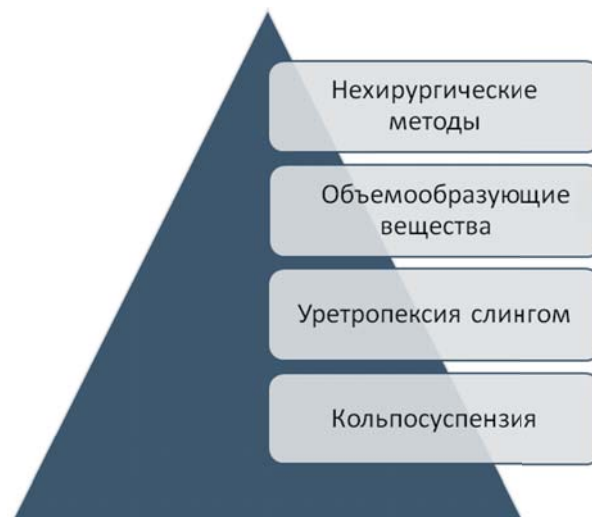 Нехирургические
методы
Объемообразующие
вещества
Уретропексия слингом
Кольпосуспензия